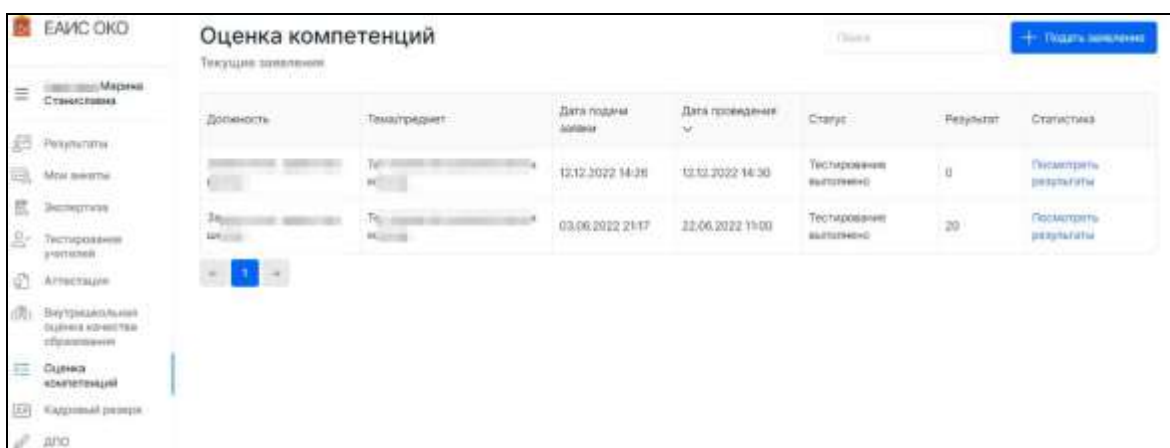 ЕАИС ОКО
Марина
Станиславна
Результаты
Мои анкеты
Экспертиза
Тестирование
учителей
Аттестация
Внутришкольная
оценка качества
образования
Оценка
компетенций
Кадровый резерв
ДПО
Оценка компетенций
Текущие заявления
Поиск
+ Подать заявление
Должность
Тема/предмет
Дата подачи
заявки
Дата проведения
Статус
Результат
Статистика
12.12.2022 14:26
12.12.2022 14:30
Тестирование
выполнено
0
Посмотреть
результаты
03.06.2022 21:17
22.06.2022 11:00
Тестирование
выполнено
20
Посмотреть
результаты
«
1
»